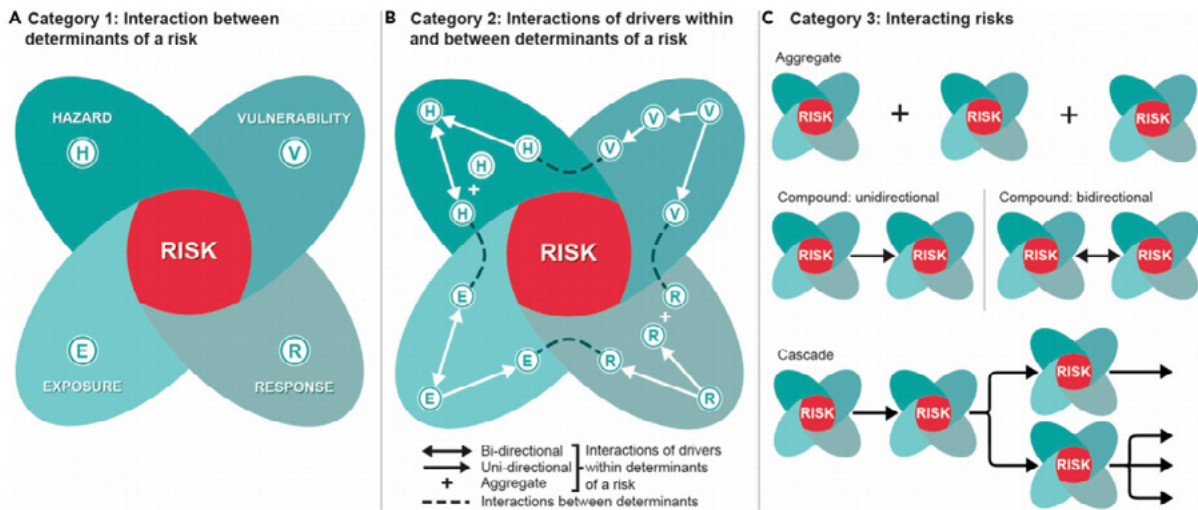 A Category 1: Interaction between
determinants of a risk
HAZARD
H
VULNERABILITY
V
RISK
E
EXPOSURE
R
RESPONSE
B Category 2: Interactions of drivers within
and between determinants of a risk
H
H
H
+
H
V
V
V
V
RISK
E
E
E
R
+
R
R
R
Bi-directional
Uni-directional
+ Aggregate
Interactions of drivers
within determinants
of a risk
Interactions between determinants
C Category 3: Interacting risks
Aggregate
RISK + RISK + RISK
Compound: unidirectional
RISK RISK
Compound: bidirectional
RISK RISK
Cascade
RISK RISK
RISK
RISK